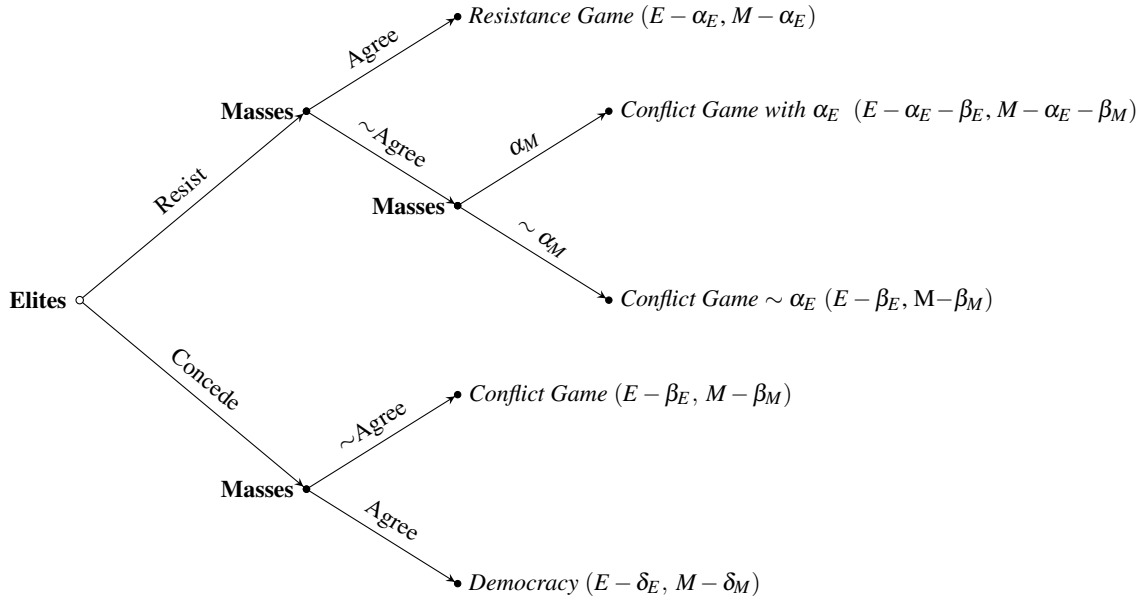 Resistance Game (E − α_E, M − α_E)
Agree
Masses
Conflict Game with α_E (E − α_E − β_E, M − α_E − β_M)
~Agree
α_M
Resist
Masses
~ α_M
Elites
Conflict Game ~ α_E (E − β_E, M−β_M)
Concede
Conflict Game (E − β_E, M − β_M)
~Agree
Masses
Agree
Democracy (E − δ_E, M − δ_M)